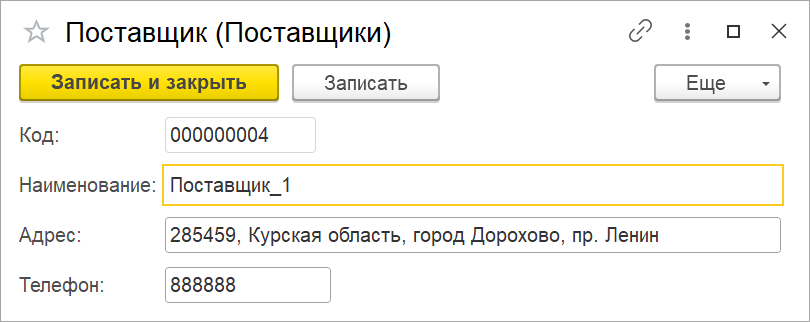 Поставщик (Поставщики)
Записать и закрыть Записать Еще
Код: 000000004
Наименование: Поставщик_1
Адрес: 285459, Курская область, город Дорохово, пр. Ленин
Телефон: 888888